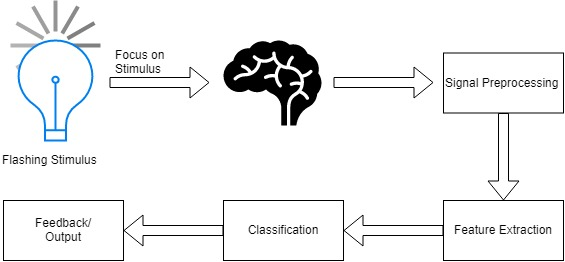 Focus on
Stimulus
Signal Preprocessing
Flashing Stimulus
Feedback/
Output
Classification
Feature Extraction